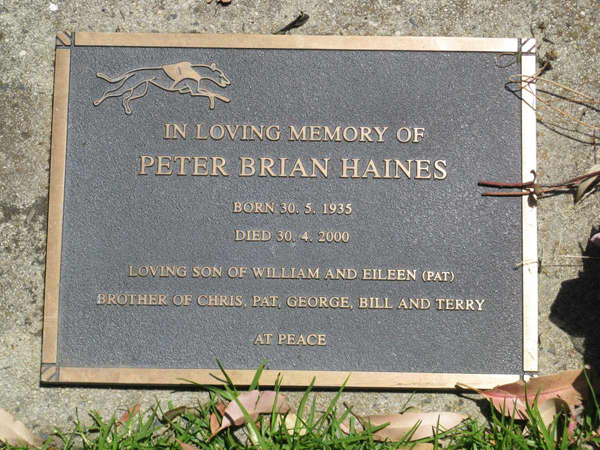 IN LOVING MEMORY OF
PETER BRIAN HAINES
BORN 30. 5. 1935
DIED 30. 4. 2000
LOVING SON OF WILLIAM AND EILEEN (PAT)
BROTHER OF CHRIS, PAT, GEORGE, BILL AND TERRY
AT PEACE